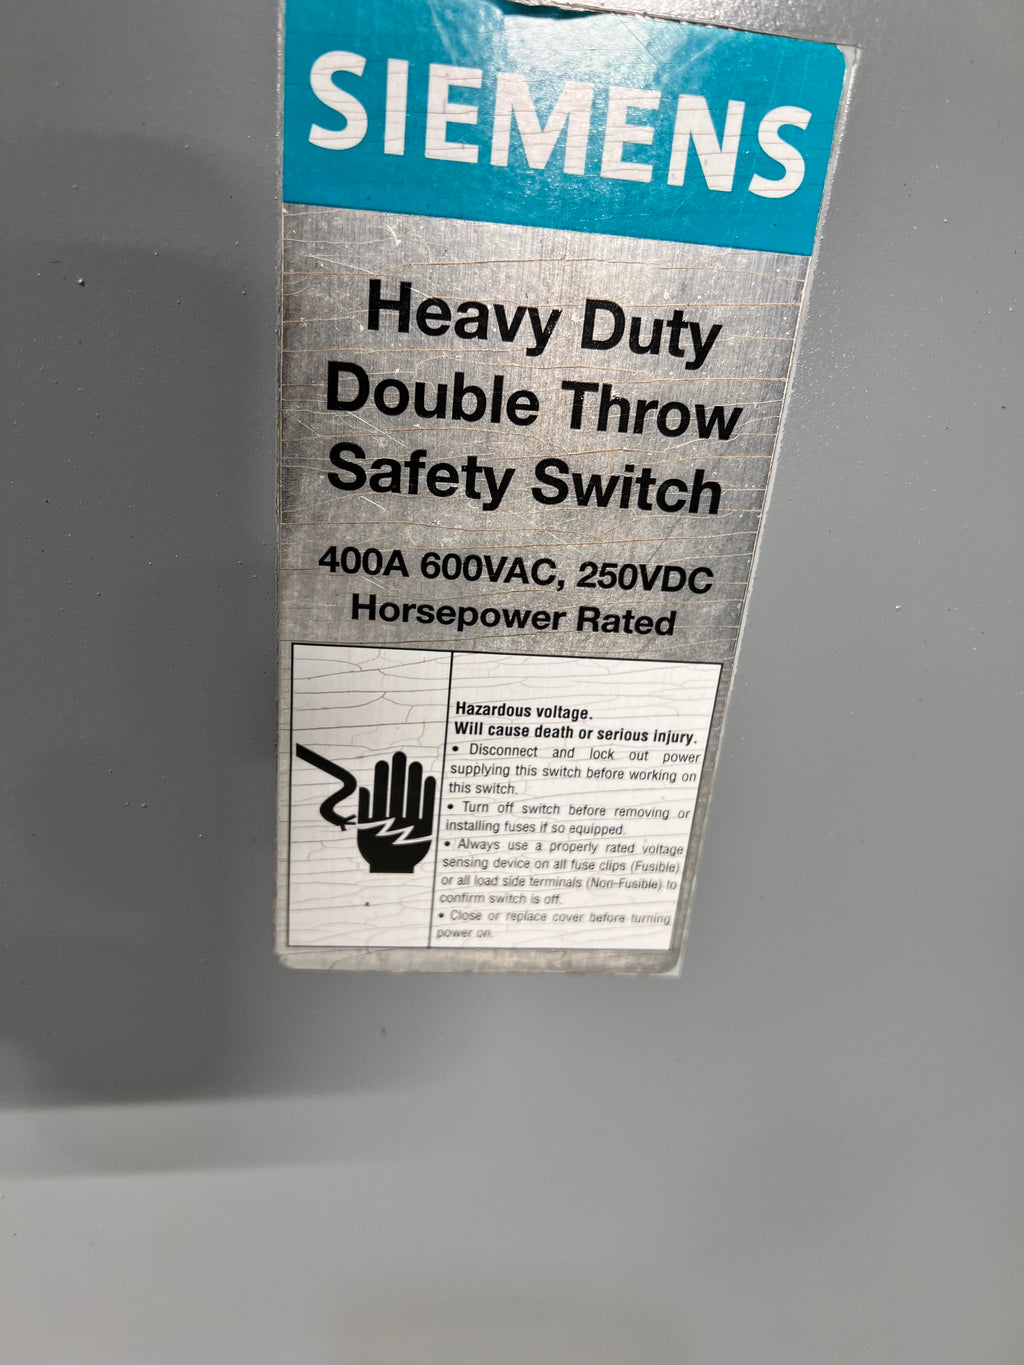 SIEMENS
Heavy Duty
Double Throw
Safety Switch
400A 600VAC, 250VDC
Horsepower Rated
Hazardous voltage.
Will cause death or serious injury.
• Disconnect and lock out power
supplying this switch before working on
this switch.
• Turn off switch before removing or
installing fuses if so equipped.
• Always use a properly rated voltage
sensing device on all fuse clips (Fusible)
or all load side terminals (Non-Fusible) to
confirm switch is off.
• Close or replace cover before turning
power on.